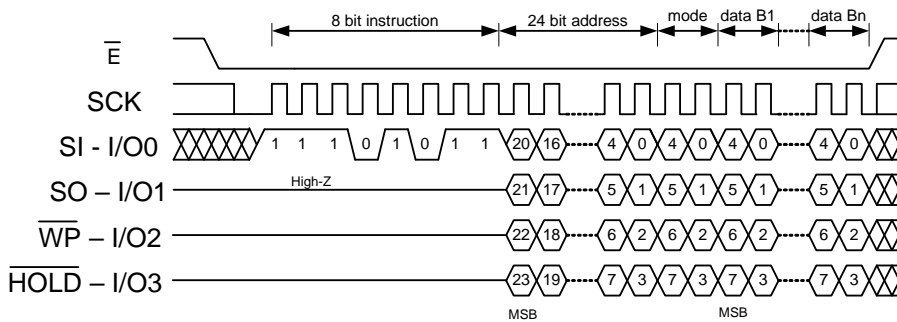 8 bit instruction 24 bit address mode data B1 data Bn
E
SCK
SI - I/O0 1 1 1 0 1 0 1 1 20 16 4 0 4 0 4 0 4 0
High-Z
SO – I/O1 21 17 5 1 5 1 5 1 5 1
WP – I/O2 22 18 6 2 6 2 6 2 6 2
HOLD – I/O3 23 19 7 3 7 3 7 3 7 3
MSB MSB